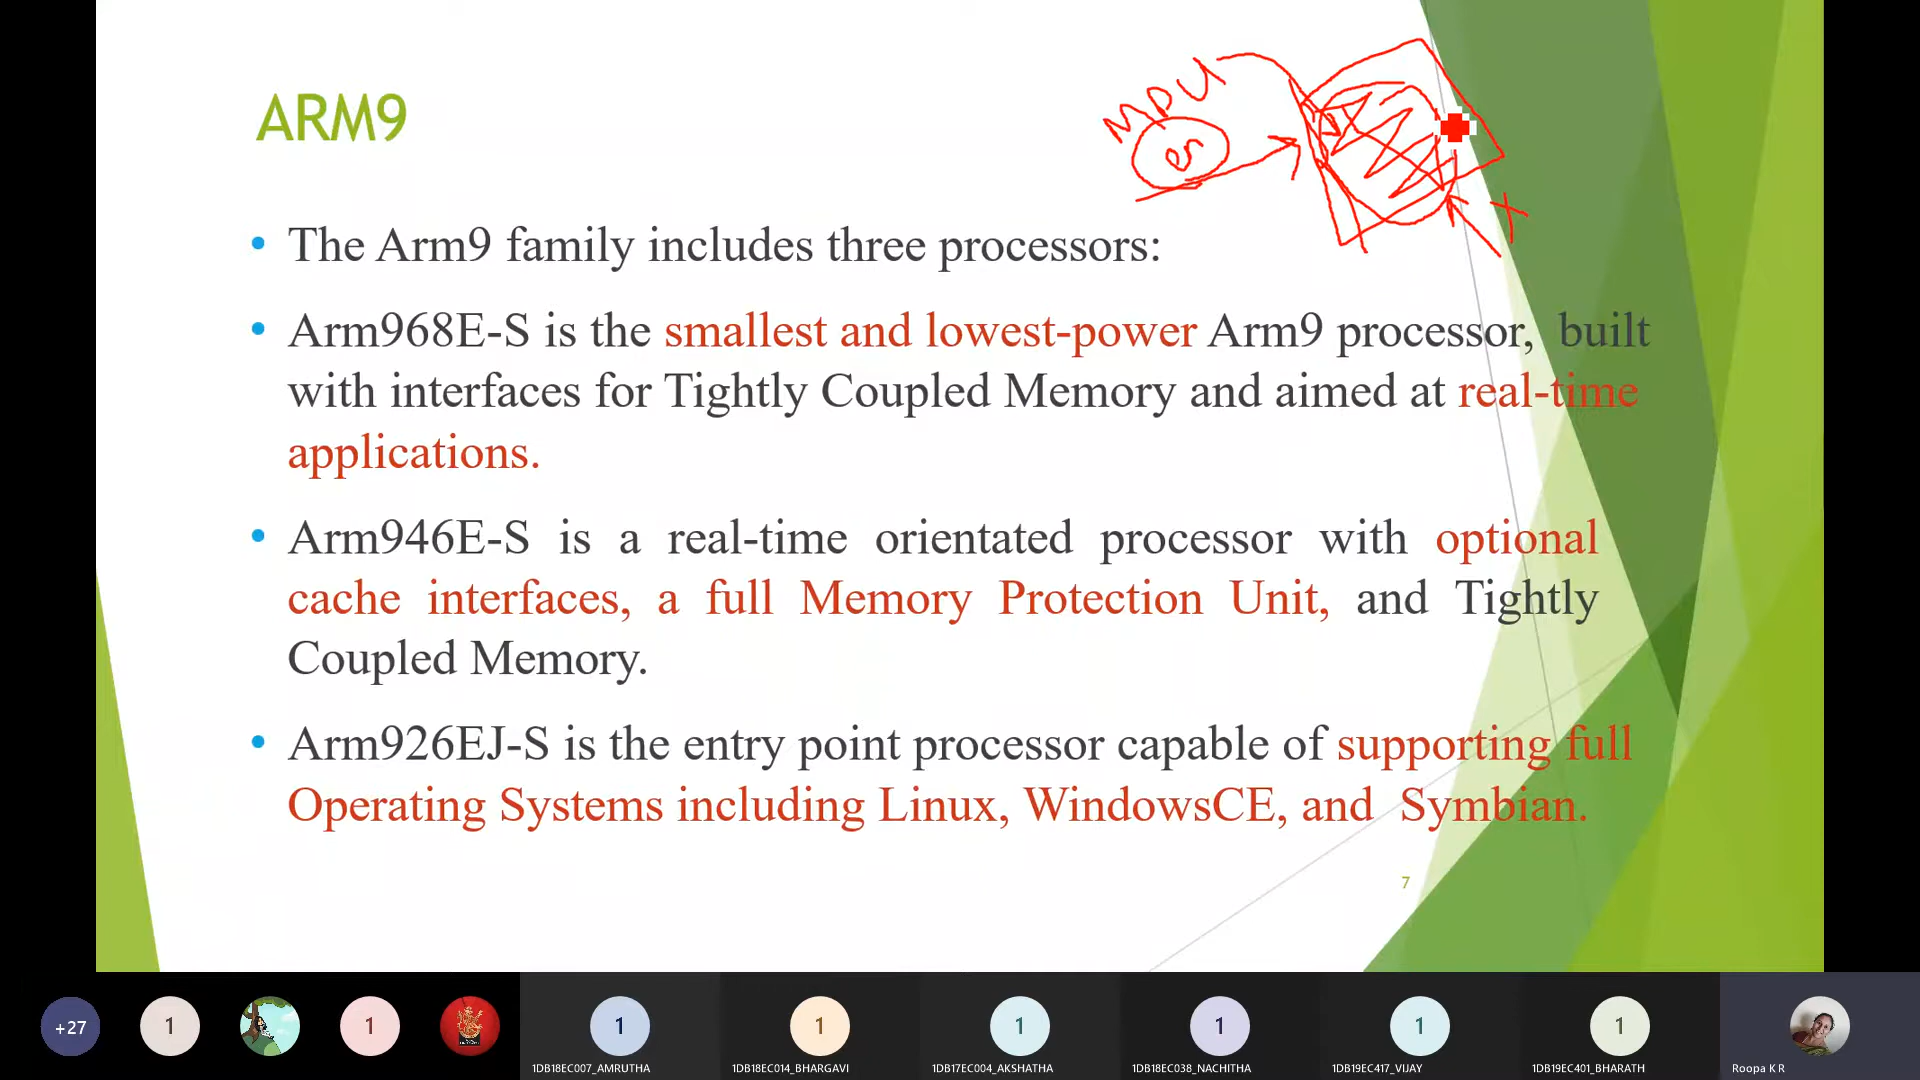 ARM9
MPU
en
X
• The Arm9 family includes three processors:
• Arm968E-S is the smallest and lowest-power Arm9 processor, built
with interfaces for Tightly Coupled Memory and aimed at real-time
applications.
• Arm946E-S is a real-time orientated processor with optional
cache interfaces, a full Memory Protection Unit, and Tightly
Coupled Memory.
• Arm926EJ-S is the entry point processor capable of supporting full
Operating Systems including Linux, WindowsCE, and Symbian.
7
+27
1
1
1
1
1
1
1
1
1DB18EC007_AMRUTHA
1DB18EC014_BHARGAVI
1DB17EC004_AKSHATHA
1DB18EC038_NACHITHA
1DB19EC417_VIJAY
1DB19EC401_BHARATH
Roopa K R